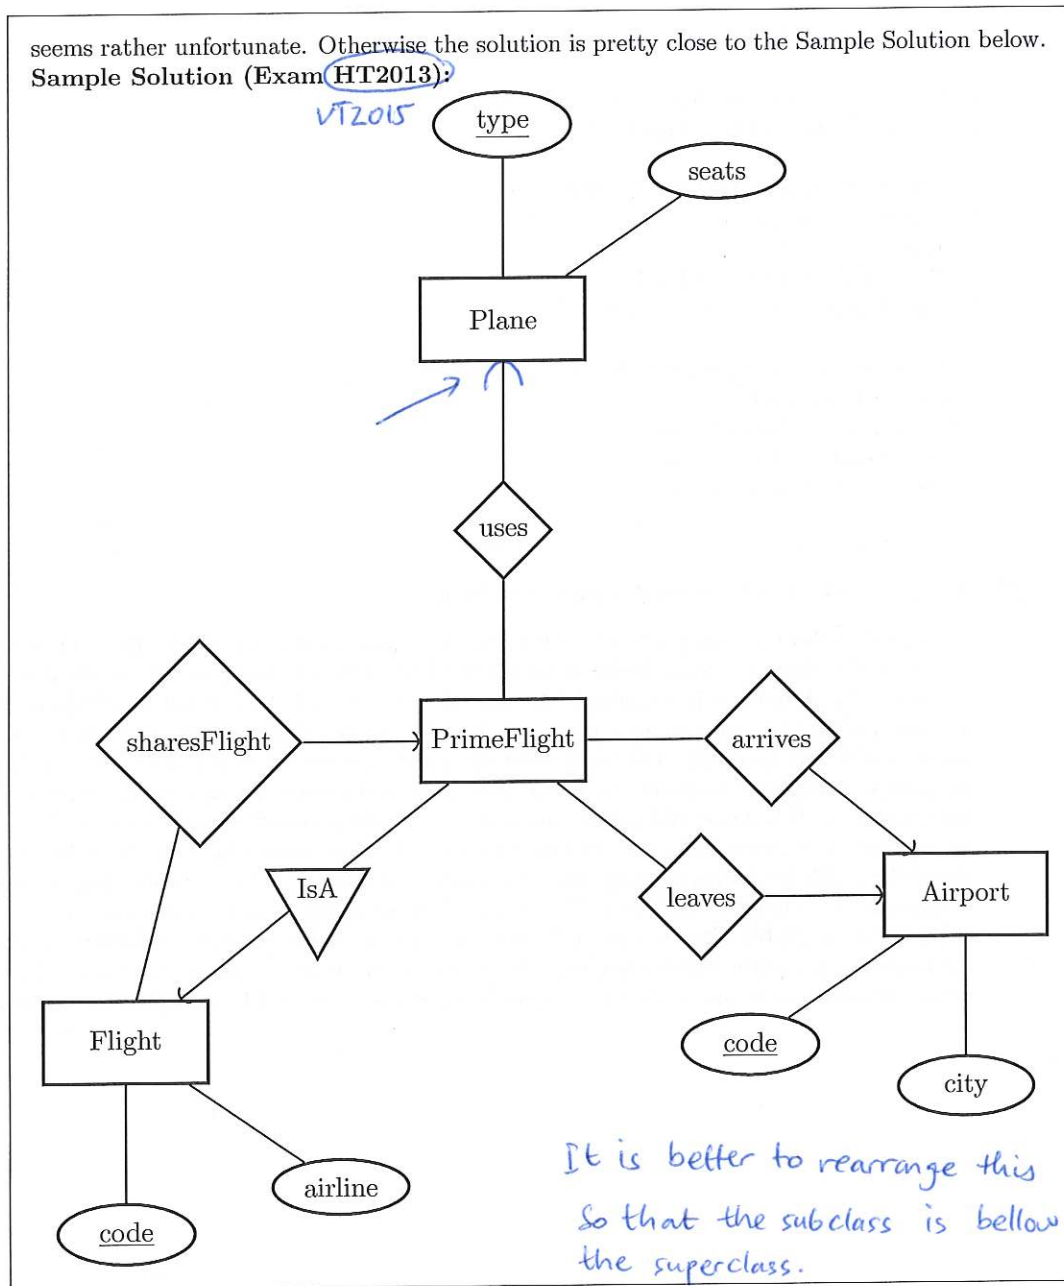 seems rather unfortunate. Otherwise the solution is pretty close to the Sample Solution below.
Sample Solution (Exam HT2013):
VT2015
type
seats
Plane
uses
sharesFlight
PrimeFlight
arrives
IsA
leaves
Airport
Flight
code
city
airline
code
It is better to rearrange this
So that the subclass is bellow
the superclass.